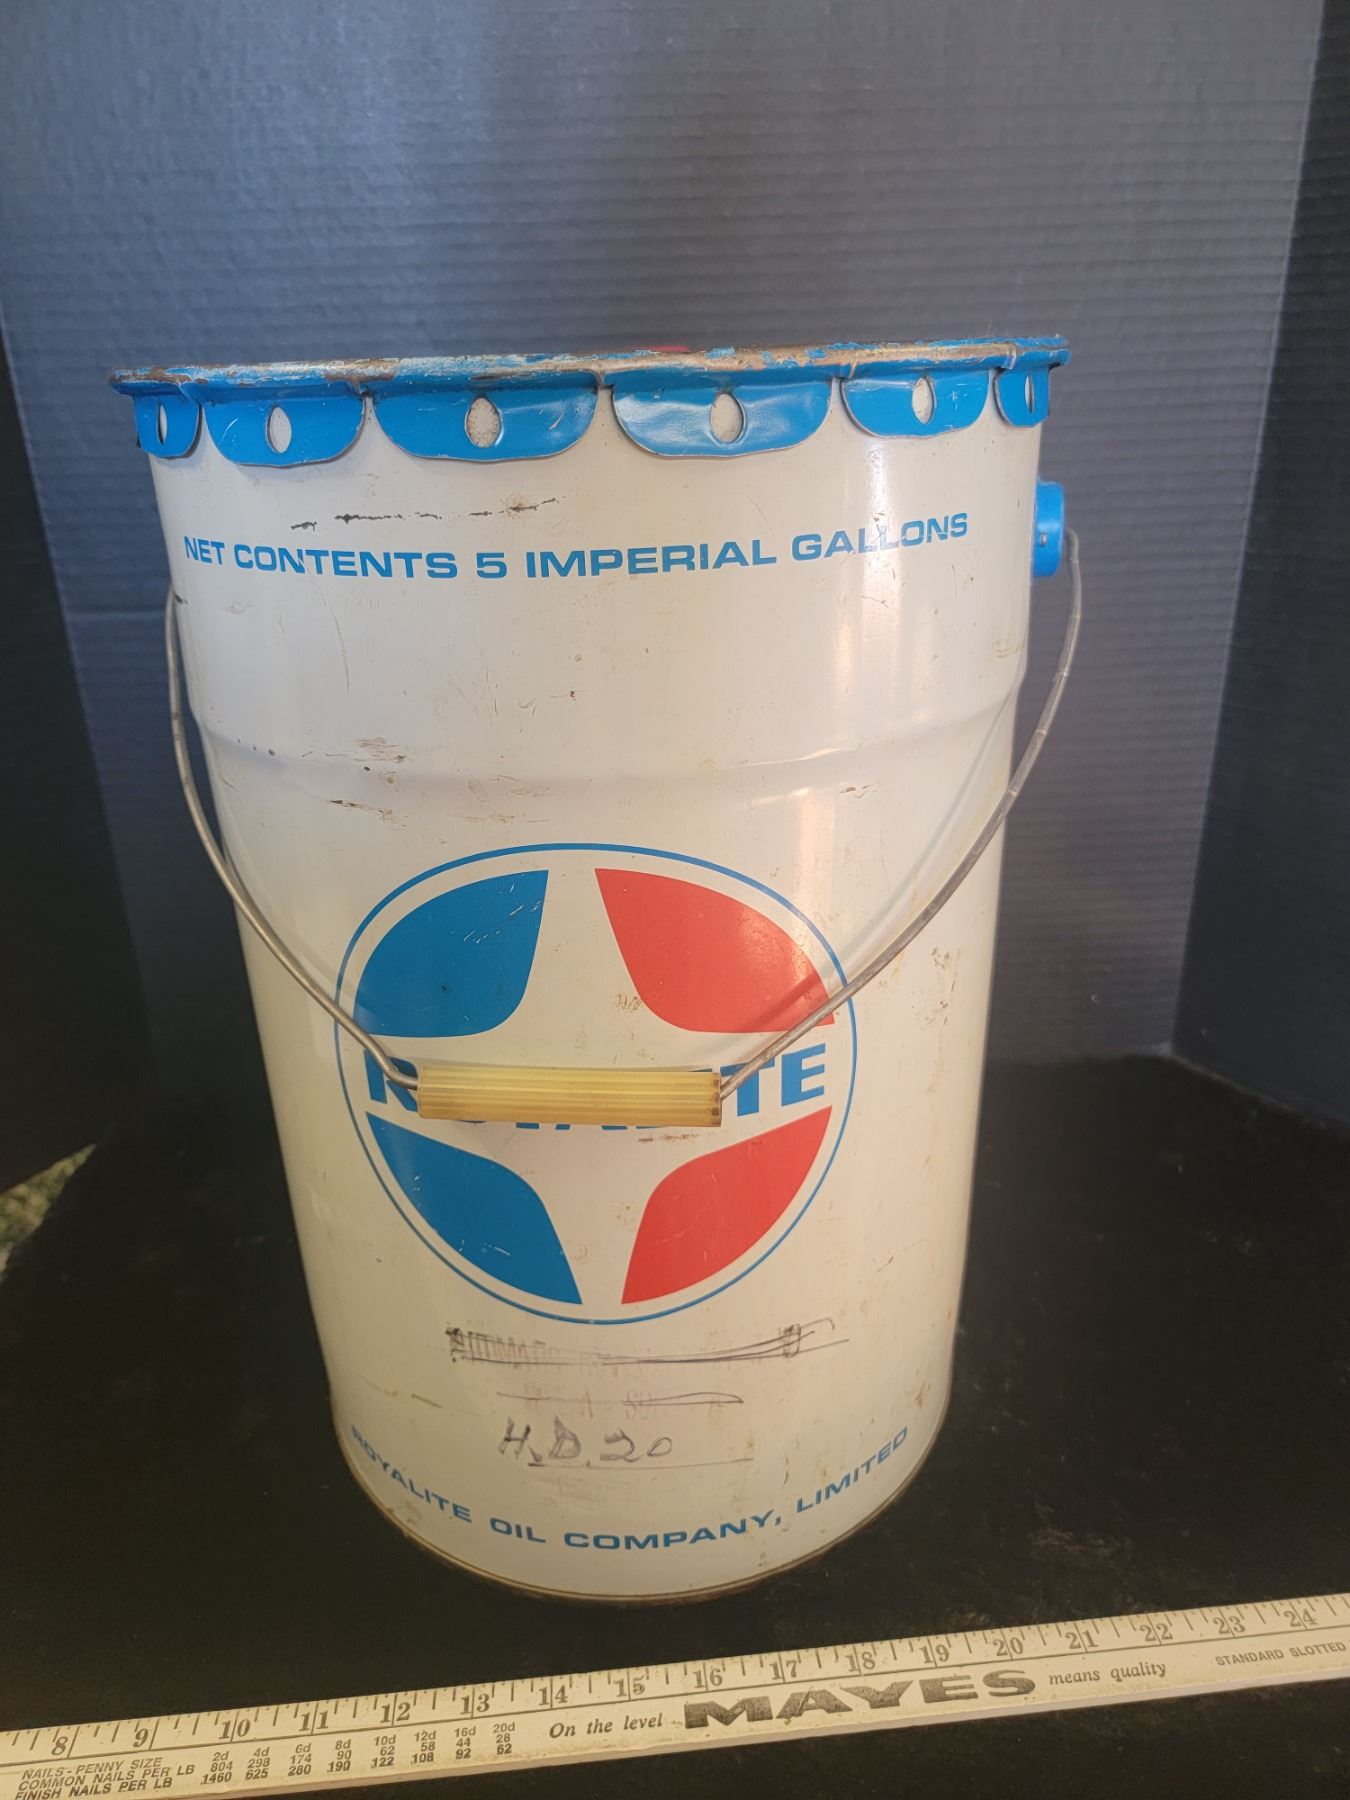 NET CONTENTS 5 IMPERIAL GALLONS
H.D. 20
ROYALITE OIL COMPANY, LIMITED
8 9 10 11 12 13 14 15 16 17 18 19 20 21 22 23 24
On the level MAYES means quality STANDARD SLOTTED
NAILS-PENNY SIZE 2d 4d 6d 8d 10d 12d 16d 20d
COMMON NAILS PER LB 804 298 174 90 62 58 44 28
FINISH NAILS PER LB 1460 625 280 190 122 108 92 62